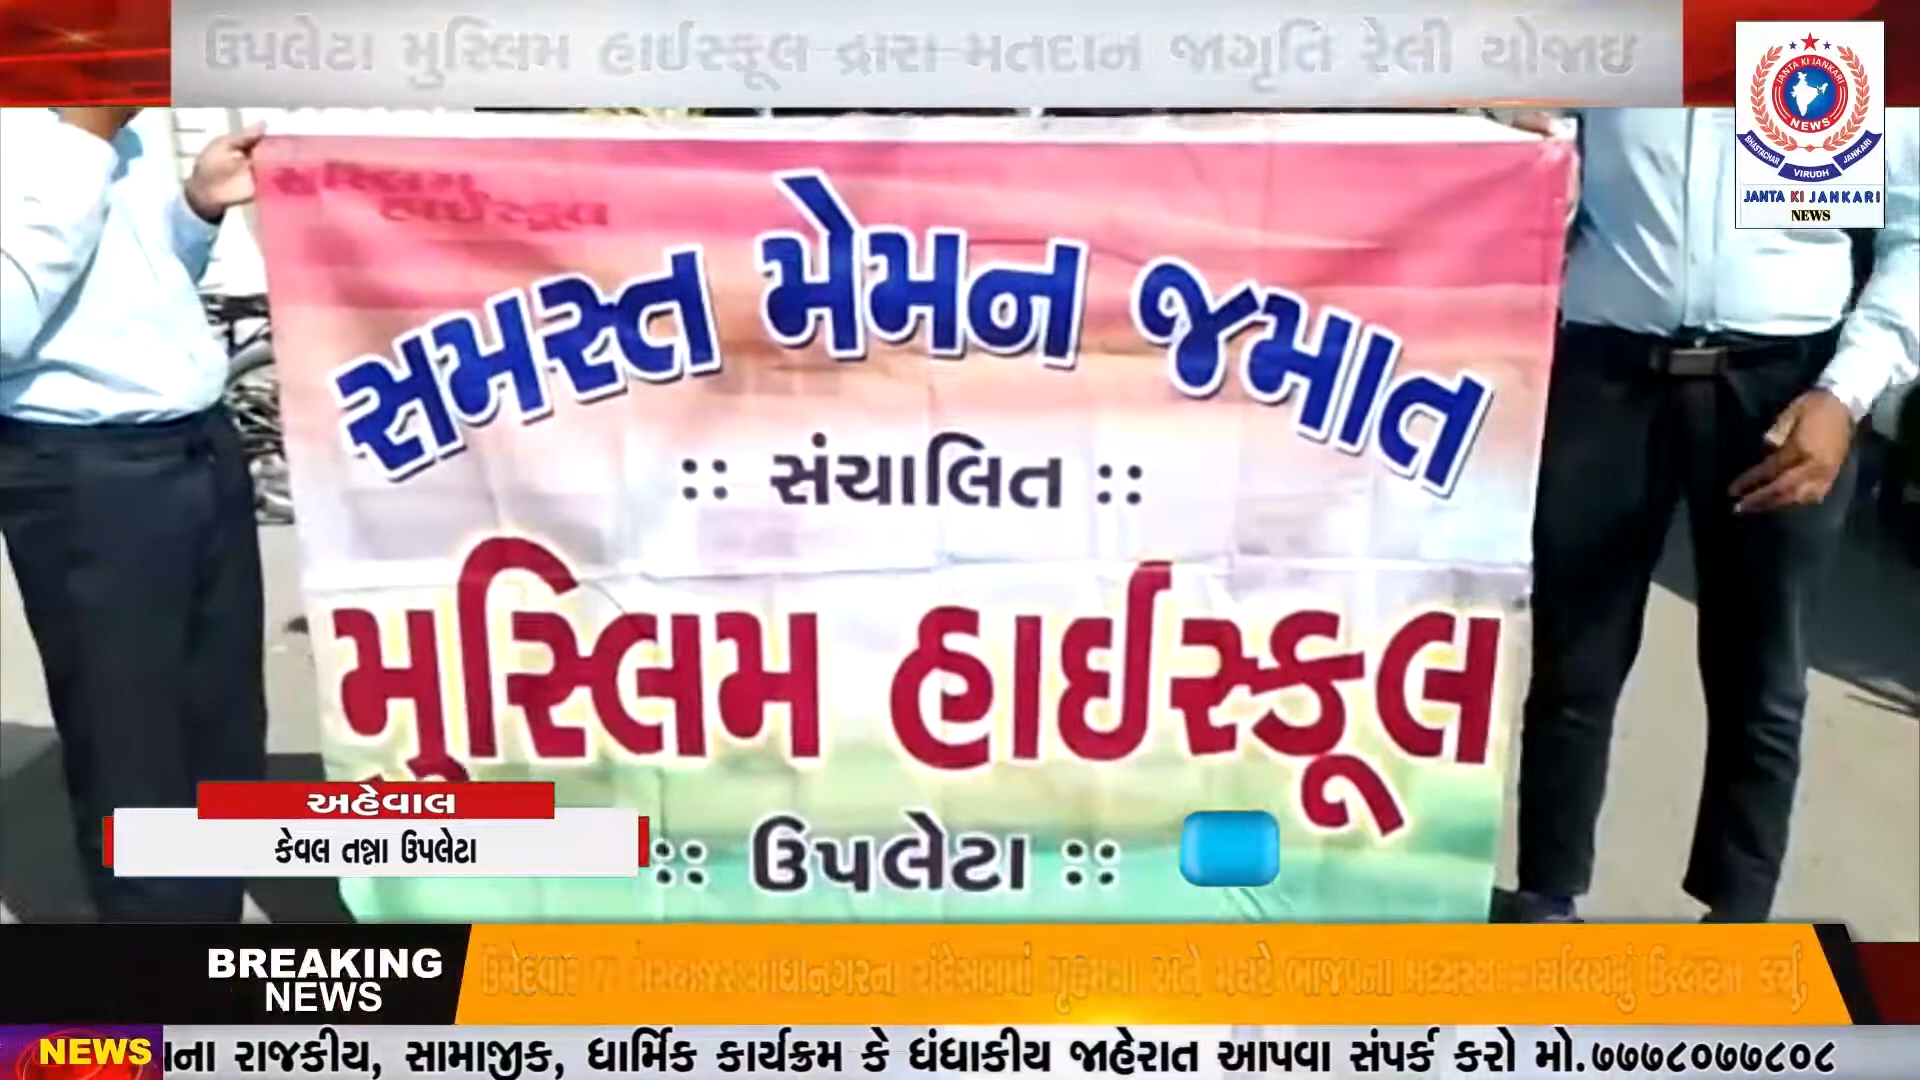 ઉપલેટા મુસ્લિમ હાઈસ્કૂલ દ્રારા મતદાન જાગૃતિ રેલી યોજાઇ
JANTA KI JANKARI
NEWS
BHASTACHAR VIRUDH JANKARI
JANTA KI JANKARI
NEWS
મુસ્લિમ
હાઈસ્કૂલ
સમસ્ત મેમન જમાત
:: સંચાલિત ::
મુસ્લિમ હાઈસ્કૂલ
:: ઉપલેટા ::
અહેવાલ
કેવલ તન્ના ઉપલેટા
BREAKING
NEWS
NEWS
ના રાજકીય, સામાજીક, ધાર્મિક કાર્યક્રમ કે ધંધાકીય જાહેરાત આપવા સંપર્ક કરો મો.૭૭૭૮૦૭૭૮૦૮